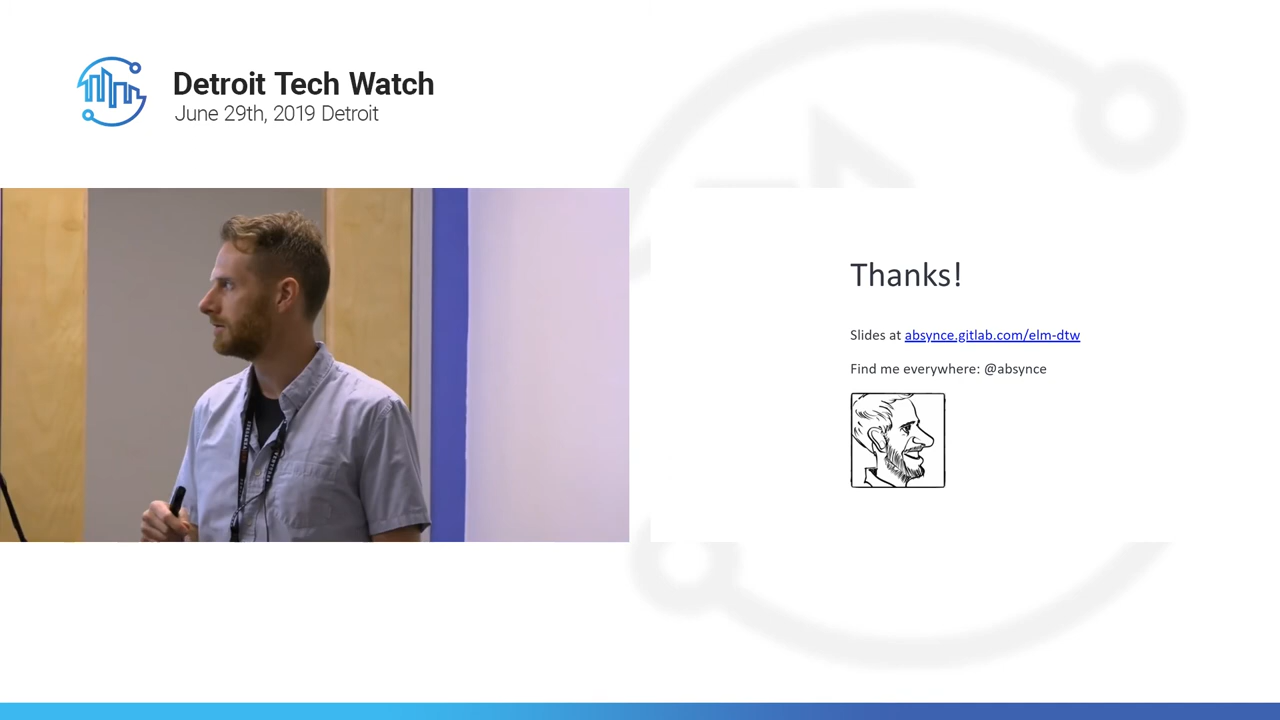 Detroit Tech Watch
June 29th, 2019 Detroit
Thanks!
Slides at absynce.gitlab.com/elm-dtw
Find me everywhere: @absynce